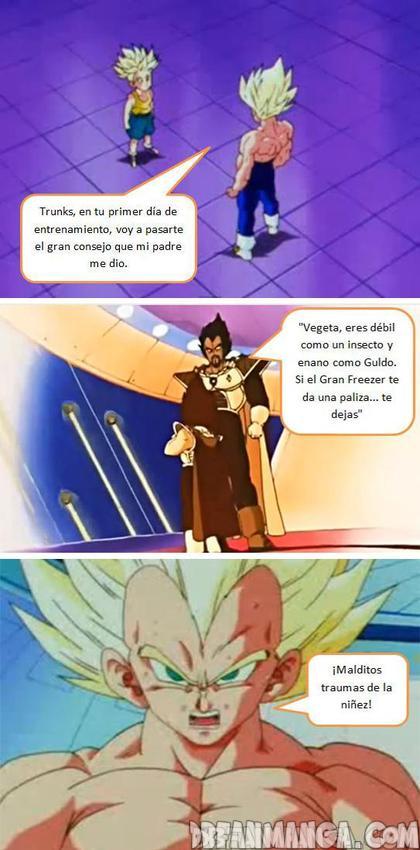 Trunks, en tu primer día de
entrenamiento, voy a pasarte
el gran consejo que mi padre
me dio.
"Vegeta, eres débil
como un insecto y
enano como Guldo.
Si el Gran Freezer te
da una paliza... te
dejas"
¡Malditos
traumas de la
niñez!
DBFANMANGA.COM